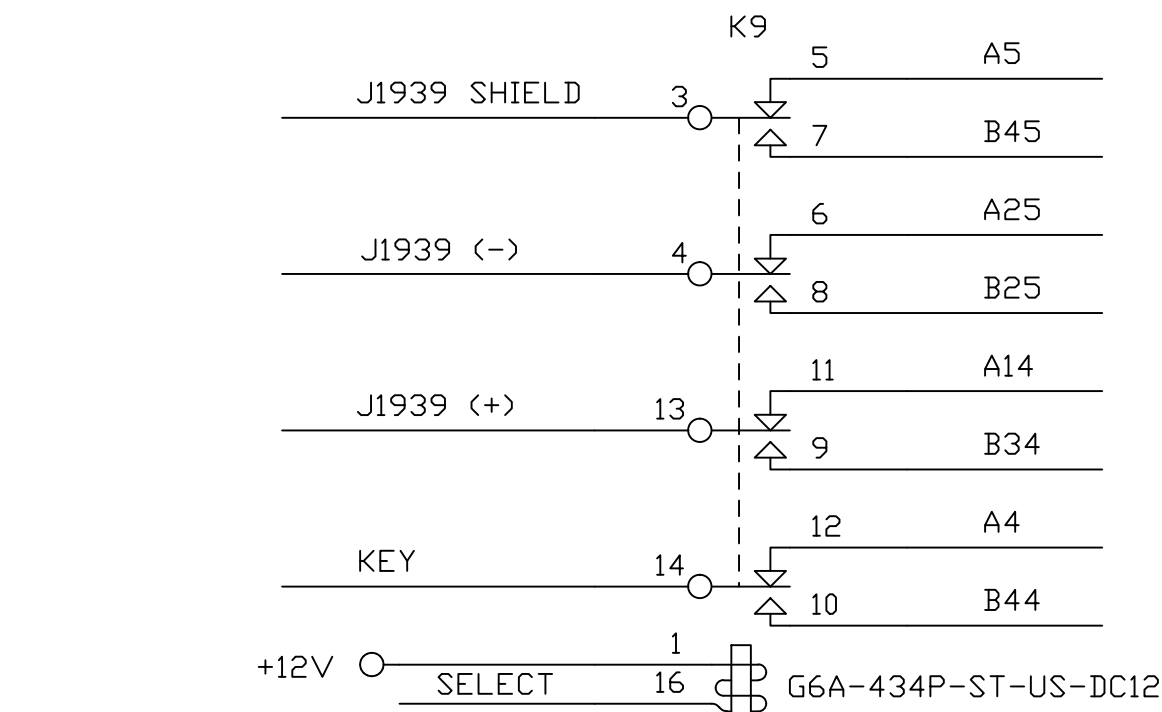 K9
5 A5
J1939 SHIELD 3
7 B45
6 A25
J1939 (-) 4
8 B25
11 A14
J1939 (+) 13
9 B34
12 A4
KEY 14
10 B44
1
+12V
SELECT 16
G6A-434P-ST-US-DC12